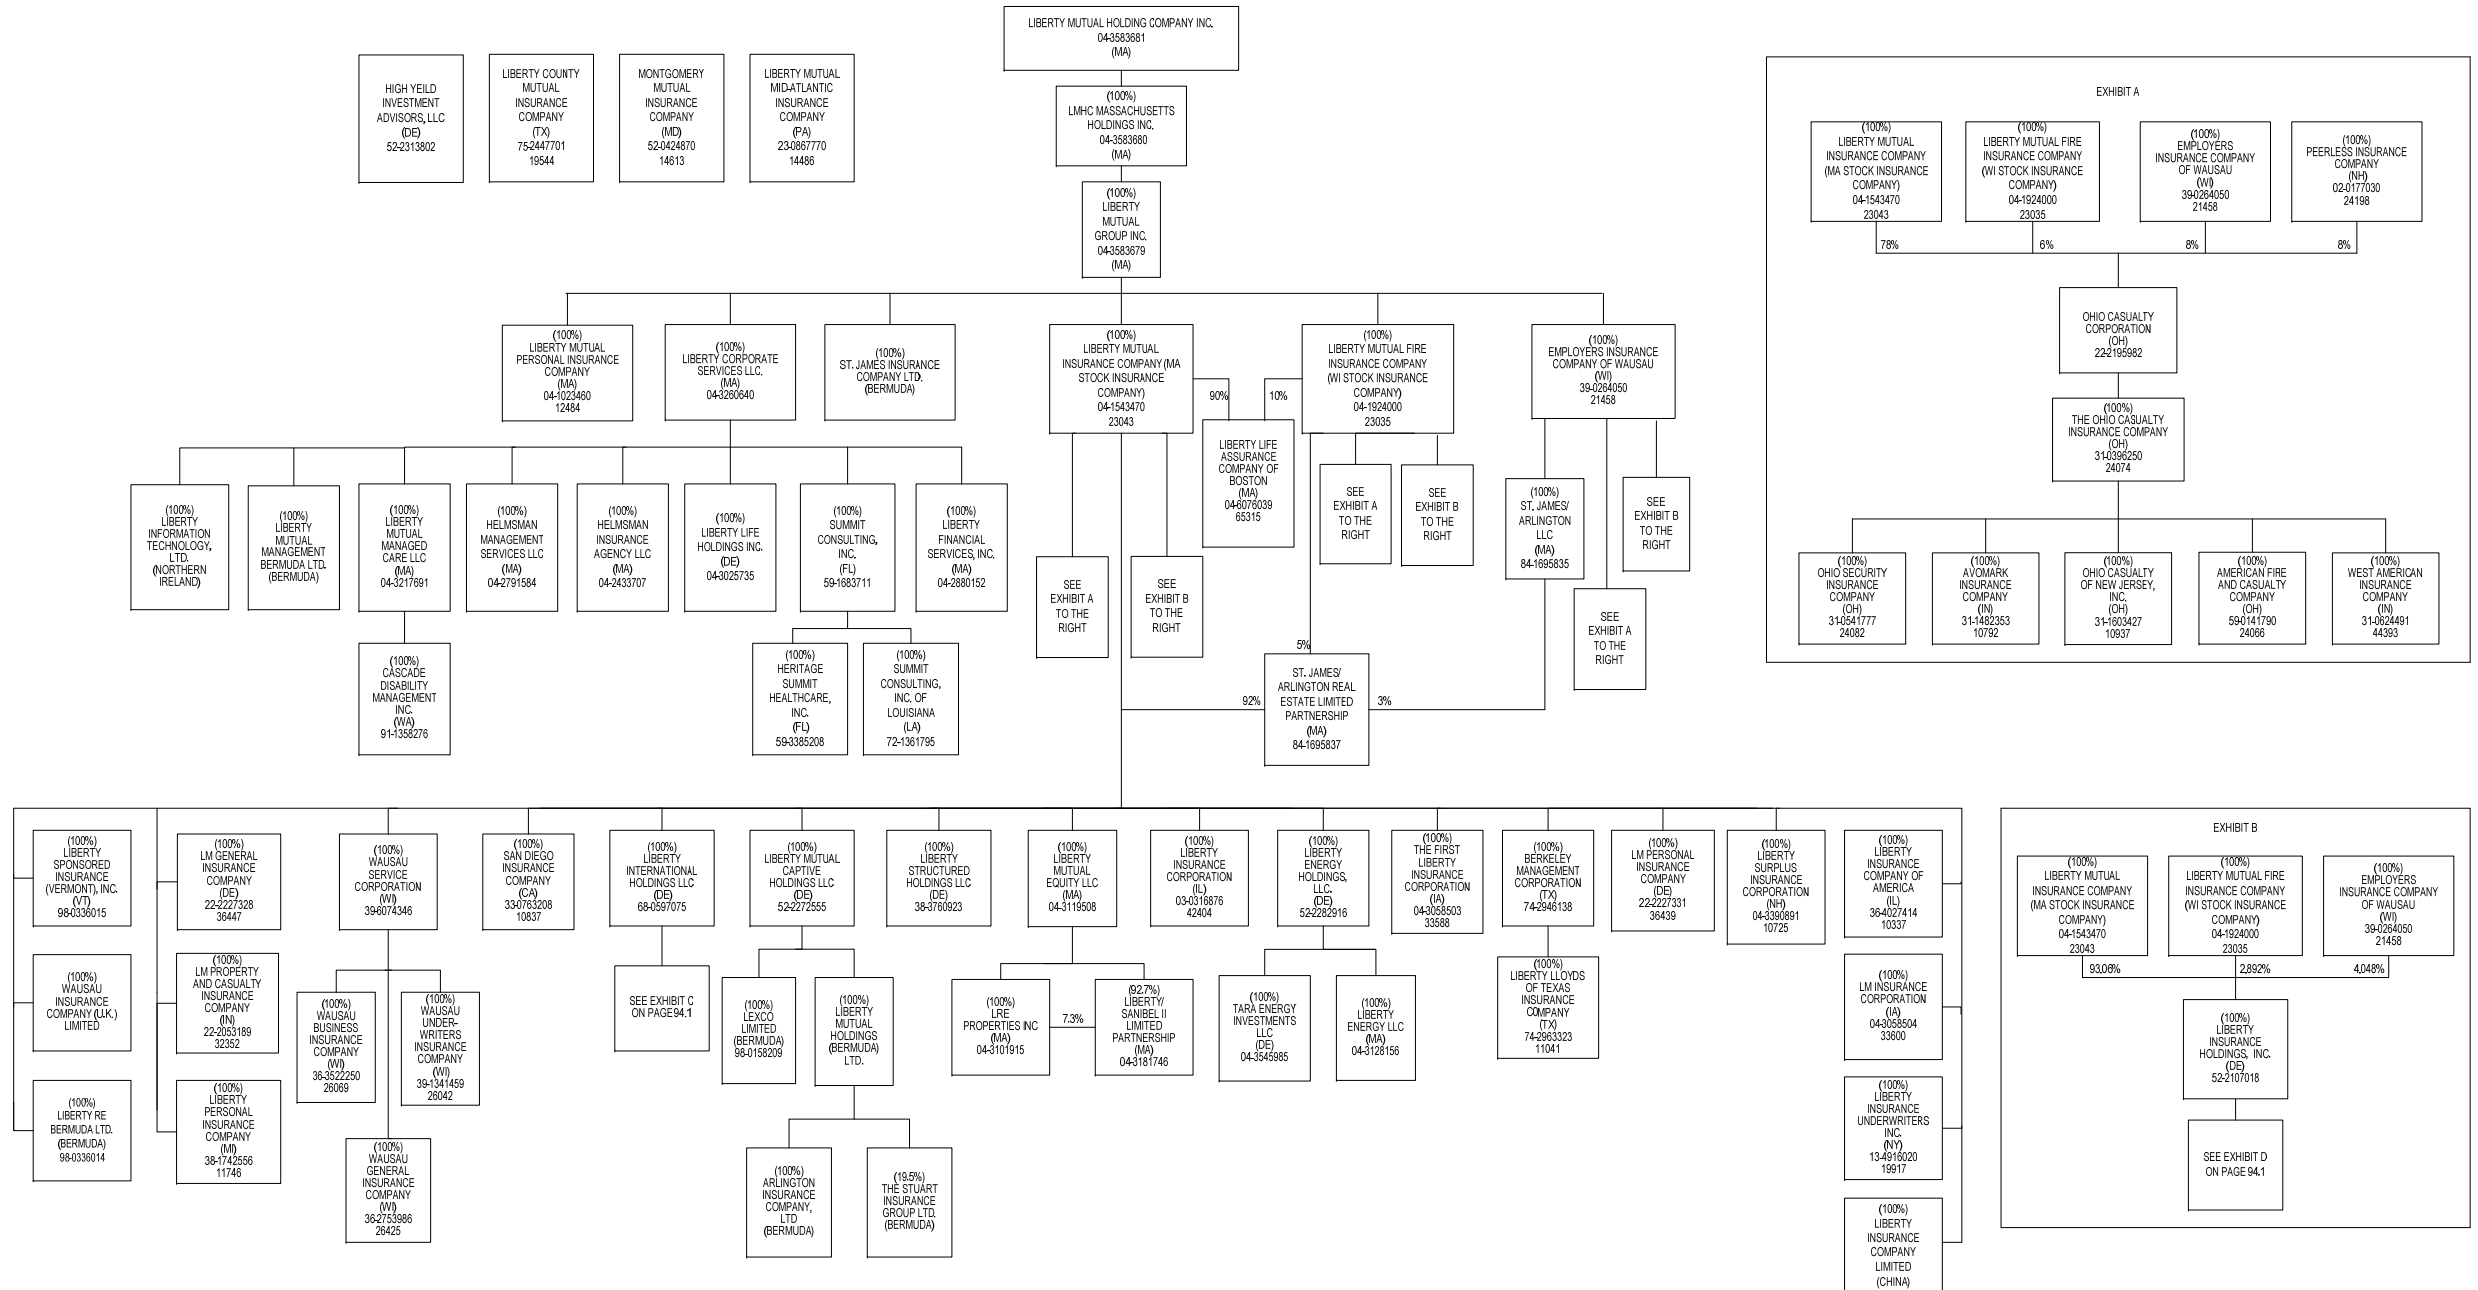 LIBERTY MUTUAL HOLDING COMPANY INC.
04-3583681
(MA)
HIGH YEILD
INVESTMENT
ADVISORS, LLC
(DE)
52-2313802
LIBERTY COUNTY
MUTUAL
INSURANCE
COMPANY
(TX)
75-2447701
19544
MONTGOMERY
MUTUAL
INSURANCE
COMPANY
(MD)
52-0424870
14613
LIBERTY MUTUAL
MID-ATLANTIC
INSURANCE
COMPANY
(PA)
23-0867770
14486
(100%)
LMHC MASSACHUSETTS
HOLDINGS INC.
04-3583680
(MA)
(100%)
LIBERTY
MUTUAL
GROUP INC.
04-3583679
(MA)
(100%)
LIBERTY MUTUAL
PERSONAL INSURANCE
COMPANY
(MA)
04-1023460
12484
(100%)
LIBERTY CORPORATE
SERVICES LLC.
(MA)
04-3260640
(100%)
ST. JAMES INSURANCE
COMPANY LTD.
(BERMUDA)
(100%)
LIBERTY MUTUAL
INSURANCE COMPANY (MA
STOCK INSURANCE
COMPANY)
04-1543470
23043
(100%)
LIBERTY MUTUAL FIRE
INSURANCE COMPANY
(WI STOCK INSURANCE
COMPANY)
04-1924000
23035
(100%)
EMPLOYERS INSURANCE
COMPANY OF WAUSAU
(WI)
39-0264050
21458
90%
10%
LIBERTY LIFE
ASSURANCE
COMPANY OF
BOSTON
(MA)
04-6076039
65315
(100%)
LIBERTY
INFORMATION
TECHNOLOGY,
LTD.
(NORTHERN
IRELAND)
(100%)
LIBERTY
MUTUAL
MANAGEMENT
BERMUDA LTD.
(BERMUDA)
(100%)
LIBERTY
MUTUAL
MANAGED
CARE LLC
(MA)
04-3217691
(100%)
HELMSMAN
MANAGEMENT
SERVICES LLC
(MA)
04-2791584
(100%)
HELMSMAN
INSURANCE
AGENCY LLC
(MA)
04-2433707
(100%)
LIBERTY LIFE
HOLDINGS INC.
(DE)
04-3025735
(100%)
SUMMIT
CONSULTING,
INC.
(FL)
59-1683711
(100%)
LIBERTY
FINANCIAL
SERVICES, INC.
(MA)
04-2880152
SEE
EXHIBIT A
TO THE
RIGHT
SEE
EXHIBIT B
TO THE
RIGHT
SEE
EXHIBIT A
TO THE
RIGHT
SEE
EXHIBIT B
TO THE
RIGHT
(100%)
ST. JAMES/
ARLINGTON
LLC
(MA)
84-1695835
SEE
EXHIBIT A
TO THE
RIGHT
SEE
EXHIBIT B
TO THE
RIGHT
(100%)
CASCADE
DISABILITY
MANAGEMENT
INC.
(WA)
91-1358276
(100%)
HERITAGE
SUMMIT
HEALTHCARE,
INC.
(FL)
59-3385208
(100%)
SUMMIT
CONSULTING,
INC. OF
LOUISIANA
(LA)
72-1361795
5%
92%
3%
ST. JAMES/
ARLINGTON REAL
ESTATE LIMITED
PARTNERSHIP
(MA)
84-1695837
EXHIBIT A
(100%)
LIBERTY MUTUAL
INSURANCE COMPANY
(MA STOCK INSURANCE
COMPANY)
04-1543470
23043
(100%)
LIBERTY MUTUAL FIRE
INSURANCE COMPANY
(WI STOCK INSURANCE
COMPANY)
04-1924000
23035
(100%)
EMPLOYERS
INSURANCE COMPANY
OF WAUSAU
(WI)
39-0264050
21458
(100%)
PEERLESS INSURANCE
COMPANY
(NH)
02-0177030
24198
78%
6%
8%
8%
OHIO CASUALTY
CORPORATION
(OH)
22-2195982
(100%)
THE OHIO CASUALTY
INSURANCE COMPANY
(OH)
31-0396250
24074
(100%)
OHIO SECURITY
INSURANCE
COMPANY
(OH)
31-0541777
24082
(100%)
AVOMARK
INSURANCE
COMPANY
(IN)
31-1482353
10792
(100%)
OHIO CASUALTY
OF NEW JERSEY,
INC.
(OH)
31-1603427
10937
(100%)
AMERICAN FIRE
AND CASUALTY
COMPANY
(OH)
59-0141790
24066
(100%)
WEST AMERICAN
INSURANCE
COMPANY
(IN)
31-0624491
44393
(100%)
LIBERTY
SPONSORED
INSURANCE
(VERMONT), INC.
(VT)
98-0336015
(100%)
WAUSAU
INSURANCE
COMPANY (U.K.)
LIMITED
(100%)
LIBERTY RE
BERMUDA LTD.
(BERMUDA)
98-0336014
(100%)
LM GENERAL
INSURANCE
COMPANY
(DE)
22-2227328
36447
(100%)
LM PROPERTY
AND CASUALTY
INSURANCE
COMPANY
(IN)
22-2053189
32352
(100%)
LIBERTY
PERSONAL
INSURANCE
COMPANY
(MI)
38-1742556
11746
(100%)
WAUSAU
SERVICE
CORPORATION
(WI)
39-6074346
(100%)
WAUSAU
BUSINESS
INSURANCE
COMPANY
(WI)
36-3522250
26069
(100%)
WAUSAU
UNDER-
WRITERS
INSURANCE
COMPANY
(WI)
39-1341459
26042
(100%)
WAUSAU
GENERAL
INSURANCE
COMPANY
(WI)
36-2753986
26425
(100%)
SAN DIEGO
INSURANCE
COMPANY
(CA)
33-0763208
10837
(100%)
LIBERTY
INTERNATIONAL
HOLDINGS LLC
(DE)
68-0597075
SEE EXHIBIT C
ON PAGE 94.1
(100%)
LIBERTY MUTUAL
CAPTIVE
HOLDINGS LLC
(DE)
52-2272555
(100%)
LEXCO
LIMITED
(BERMUDA)
98-0158209
(100%)
LIBERTY
MUTUAL
HOLDINGS
(BERMUDA)
LTD.
(100%)
ARLINGTON
INSURANCE
COMPANY,
LTD
(BERMUDA)
(19.5%)
THE STUART
INSURANCE
GROUP LTD.
(BERMUDA)
(100%)
LIBERTY
STRUCTURED
HOLDINGS LLC
(DE)
38-3760923
(100%)
LIBERTY
MUTUAL
EQUITY LLC
(MA)
04-3119508
(100%)
LRE
PROPERTIES INC
(MA)
04-3101915
7.3%
(92.7%)
LIBERTY/
SANIBEL II
LIMITED
PARTNERSHIP
(MA)
04-3181746
(100%)
LIBERTY
INSURANCE
CORPORATION
(IL)
03-0316876
42404
(100%)
LIBERTY
ENERGY
HOLDINGS,
LLC.
(DE)
52-2282916
(100%)
TARA ENERGY
INVESTMENTS
LLC
(DE)
04-3545985
(100%)
LIBERTY
ENERGY LLC
(MA)
04-3128156
(100%)
THE FIRST
LIBERTY
INSURANCE
CORPORATION
(IA)
04-3058503
33588
(100%)
BERKELEY
MANAGEMENT
CORPORATION
(TX)
74-2946138
(100%)
LIBERTY LLOYDS
OF TEXAS
INSURANCE
COMPANY
(TX)
74-2963323
11041
(100%)
LM PERSONAL
INSURANCE
COMPANY
(DE)
22-2227331
36439
(100%)
LIBERTY
SURPLUS
INSURANCE
CORPORATION
(NH)
04-3390891
10725
(100%)
LIBERTY
INSURANCE
COMPANY OF
AMERICA
(IL)
36-4027414
10337
(100%)
LM INSURANCE
CORPORATION
(IA)
04-3058504
33600
(100%)
LIBERTY
INSURANCE
UNDERWRITERS
INC.
(NY)
13-4916020
19917
(100%)
LIBERTY
INSURANCE
COMPANY
LIMITED
(CHINA)
EXHIBIT B
(100%)
LIBERTY MUTUAL
INSURANCE COMPANY
(MA STOCK INSURANCE
COMPANY)
04-1543470
23043
(100%)
LIBERTY MUTUAL FIRE
INSURANCE COMPANY
(WI STOCK INSURANCE
COMPANY)
04-1924000
23035
(100%)
EMPLOYERS
INSURANCE COMPANY
OF WAUSAU
(WI)
39-0264050
21458
93.06%
2.892%
4.048%
(100%)
LIBERTY
INSURANCE
HOLDINGS, INC.
(DE)
52-2107018
SEE EXHIBIT D
ON PAGE 94.1